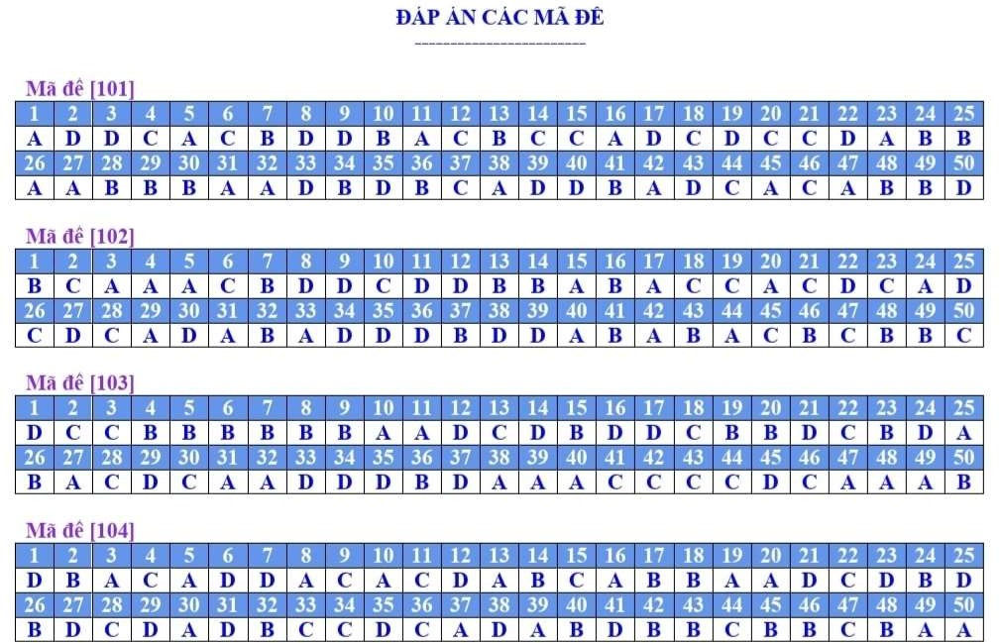 ĐÁP ÁN CÁC MÃ ĐỀ
------------------------
Mã đề [101]
1 2 3 4 5 6 7 8 9 10 11 12 13 14 15 16 17 18 19 20 21 22 23 24 25
A D D C A C B D D B A C B C C A D C D C C D A B B
26 27 28 29 30 31 32 33 34 35 36 37 38 39 40 41 42 43 44 45 46 47 48 49 50
A A B B B A A D B D B C A D D B A D C A C A B B D
Mã đề [102]
1 2 3 4 5 6 7 8 9 10 11 12 13 14 15 16 17 18 19 20 21 22 23 24 25
B C A A A C B D D C D D B B A B A C C A C D C A D
26 27 28 29 30 31 32 33 34 35 36 37 38 39 40 41 42 43 44 45 46 47 48 49 50
C D C A D A B A D D D B D D A B A B A C B C B B C
Mã đề [103]
1 2 3 4 5 6 7 8 9 10 11 12 13 14 15 16 17 18 19 20 21 22 23 24 25
D C C B B B B B B A A D C D B D D C B B D C B D A
26 27 28 29 30 31 32 33 34 35 36 37 38 39 40 41 42 43 44 45 46 47 48 49 50
B A C D C A A D D D B D A A A C C C C D C A A A B
Mã đề [104]
1 2 3 4 5 6 7 8 9 10 11 12 13 14 15 16 17 18 19 20 21 22 23 24 25
D B A C A D D A C A C D A B C A B B A A D C D B D
26 27 28 29 30 31 32 33 34 35 36 37 38 39 40 41 42 43 44 45 46 47 48 49 50
B D C D A D B C C D C A D A B D B B C B B C B A A